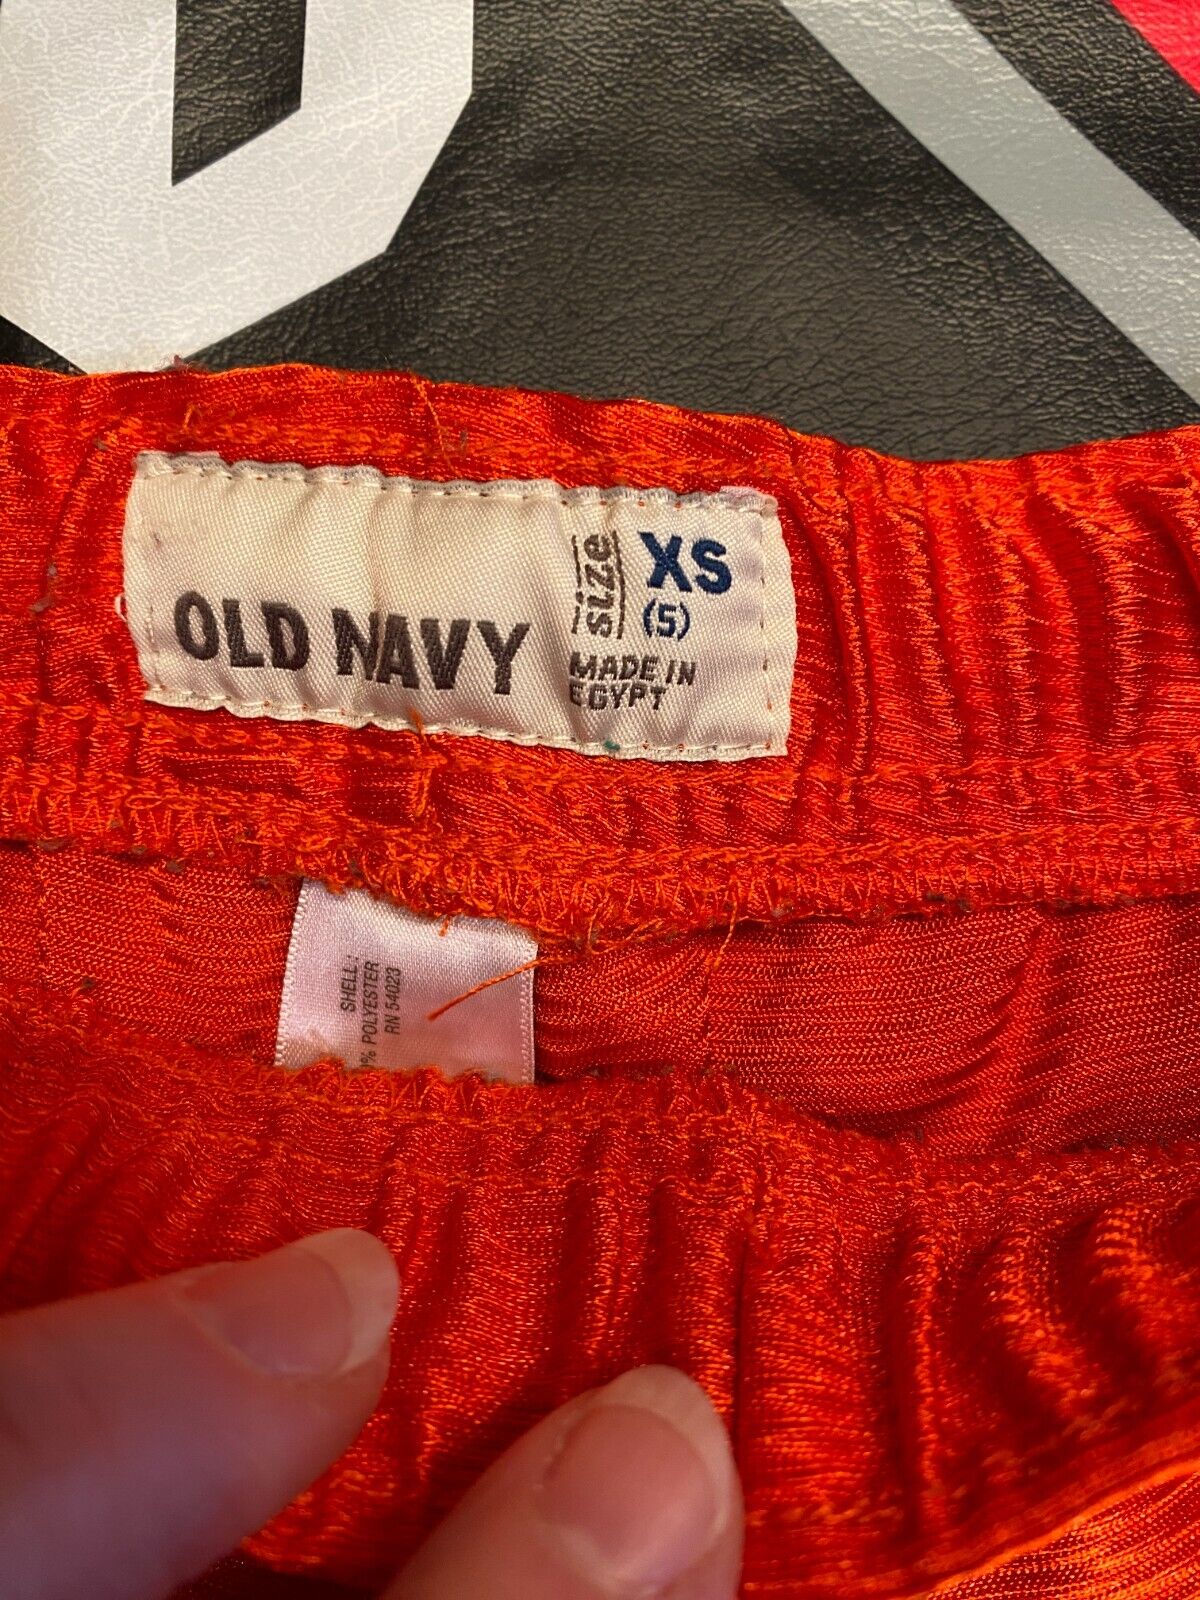 OLD NAVY
size
XS
(5)
MADE IN
EGYPT
SHELL:
% POLYESTER
RN 54023